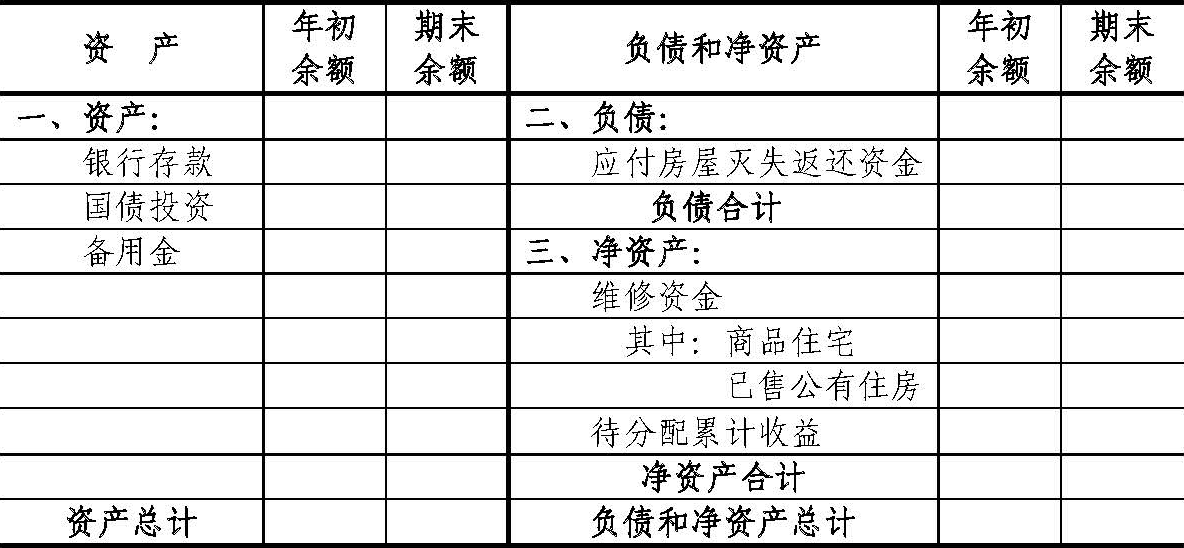 资 产 年初余额 期末余额 负债和净资产 年初余额 期末余额
一、资产： 二、负债：
银行存款 应付房屋灭失返还资金
国债投资 负债合计
备用金 三、净资产：
维修资金
其中：商品住宅
已售公有住房
待分配累计收益
净资产合计
资产总计 负债和净资产总计